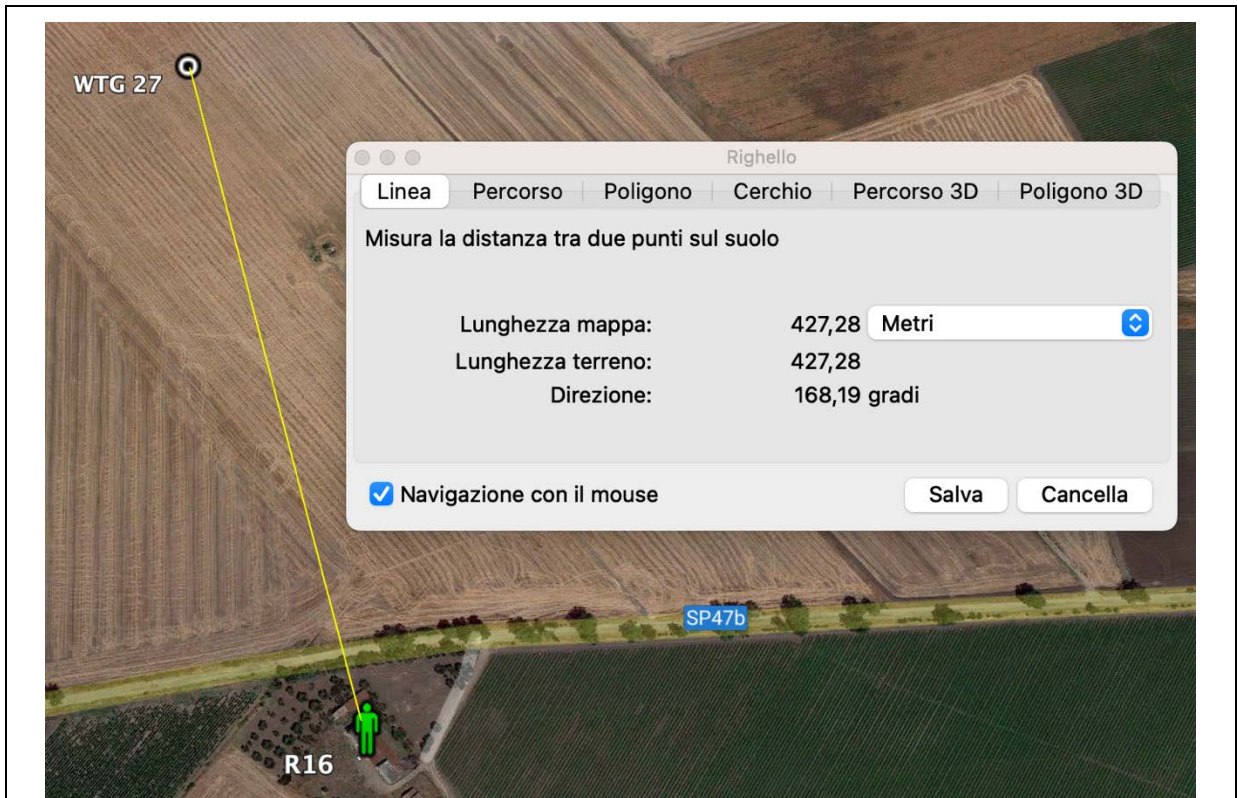 WTG 27
Righello
Linea Percorso Poligono Cerchio Percorso 3D Poligono 3D
Misura la distanza tra due punti sul suolo
Lunghezza mappa: 427,28 Metri
Lunghezza terreno: 427,28
Direzione: 168,19 gradi
Navigazione con il mouse Salva Cancella
SP47b
R16